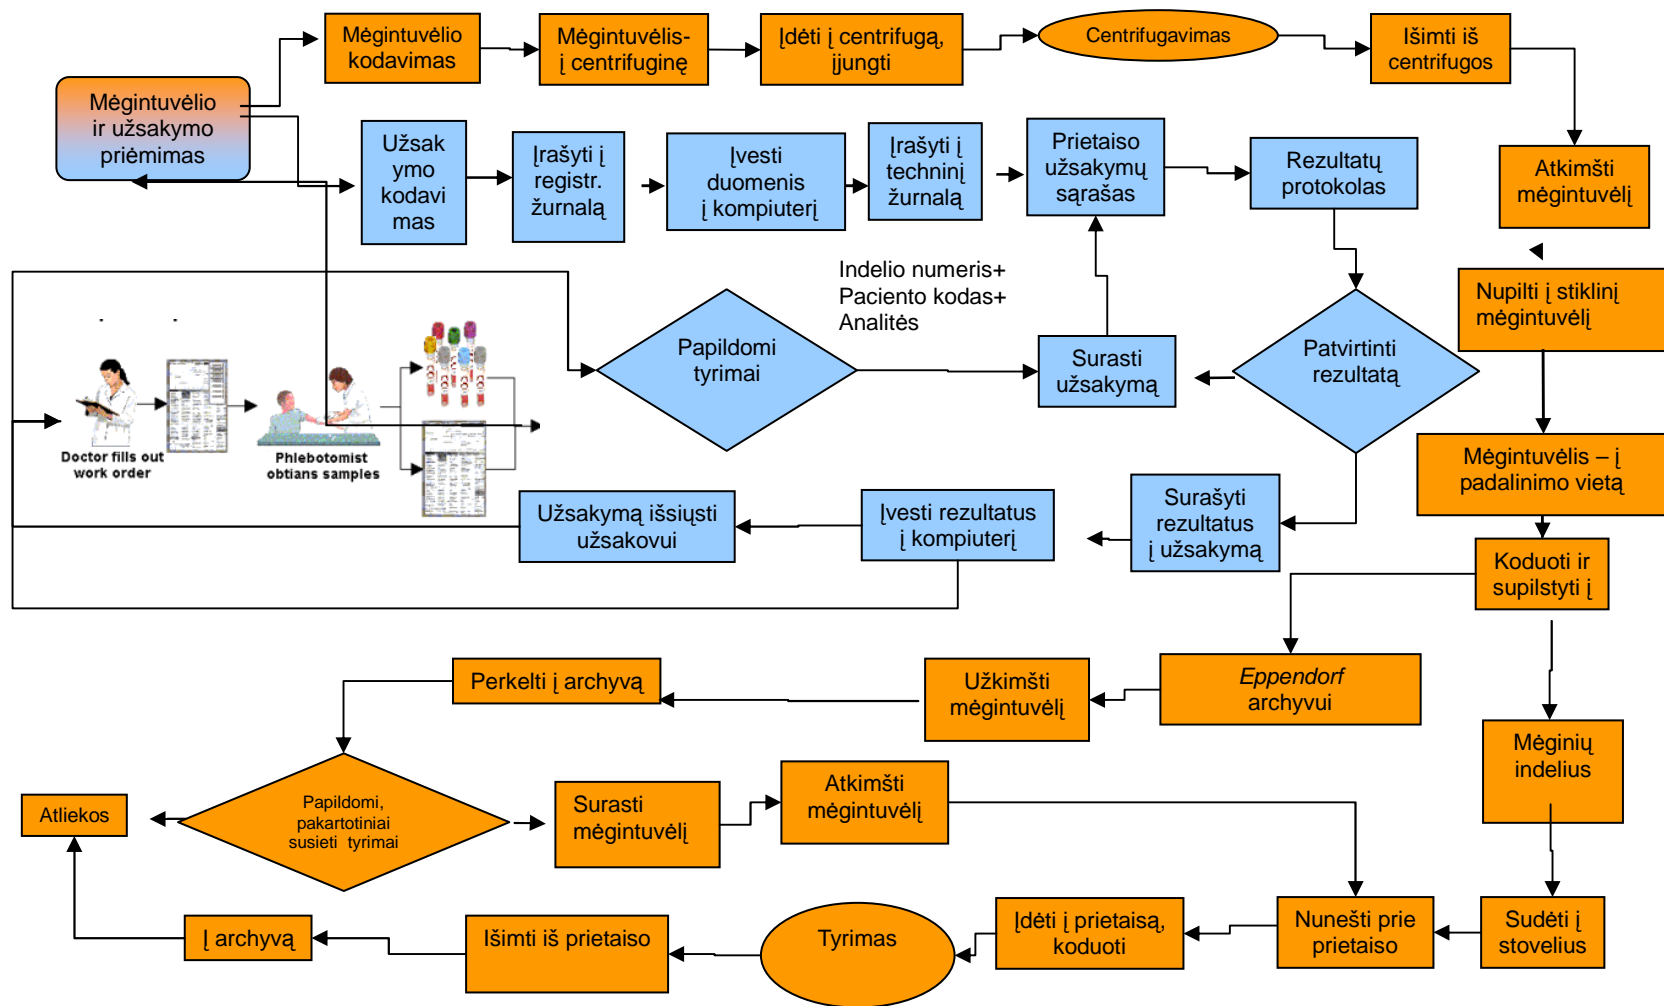 Mėgintuvėlio
kodavimas
Mėgintuvėlis-
į centrifuginę
Įdėti į centrifugą,
įjungti
Centrifugavimas
Išimti iš
centrifugos
Mėgintuvėlio
ir užsakymo
priėmimas
Užsak
ymo
kodavi
mas
Įrašyti į
registr.
žurnalą
Įvesti
duomenis
į kompiuterį
Įrašyti į
techninį
žurnalą
Prietaiso
užsakymų
sąrašas
Rezultatų
protokolas
Atkimšti
mėgintuvėlį
Indelio numeris+
Paciento kodas+
Analitės
Nupilti į stiklinį
mėgintuvėlį
Papildomi
tyrimai
Surasti
užsakymą
Patvirtinti
rezultatą
Doctor fills out
work order
Phlebotomist
obtians samples
Mėgintuvėlis – į
padalinimo vietą
Užsakymą išsiųsti
užsakovui
Įvesti rezultatus
į kompiuterį
Surašyti
rezultatus
į užsakymą
Koduoti ir
supilstyti į
Perkelti į archyvą
Užkimšti
mėgintuvėlį
Eppendorf
archyvui
Mėginių
indelius
Atliekos
Papildomi,
pakartotiniai
susieti tyrimai
Surasti
mėgintuvėlį
Atkimšti
mėgintuvėlį
Į archyvą
Išimti iš prietaiso
Tyrimas
Įdėti į prietaisą,
koduoti
Nunešti prie
prietaiso
Sudėti į
stovelius